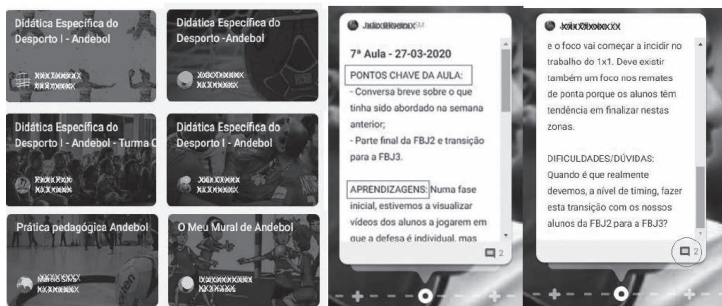 Didática Específica do
Desporto I - Andebol
Didática Específica do
Desporto -Andebol
Didática Específica do
Desporto I - Andebol - Turma C
Didática Específica do
Desporto I - Andebol
Prática pedagógica Andebol
O Meu Mural de Andebol
7ª Aula - 27-03-2020
PONTOS CHAVE DA AULA:
- Conversa breve sobre o que
tinha sido abordado na semana
anterior;
- Parte final da FBJ2 e transição
para a FBJ3.
APRENDIZAGENS: Numa fase
inicial, estivemos a visualizar
vídeos dos alunos a jogarem em
que a defesa é individual, mas
2
e o foco vai começar a incidir no
trabalho do 1x1. Deve existir
também um foco nos remates
de ponta porque os alunos têm
tendência em finalizar nestas
zonas.
DIFICULDADES/DÚVIDAS:
Quando é que realmente
devemos, a nível de timing, fazer
esta transição com os nossos
alunos da FBJ2 para a FBJ3?
2